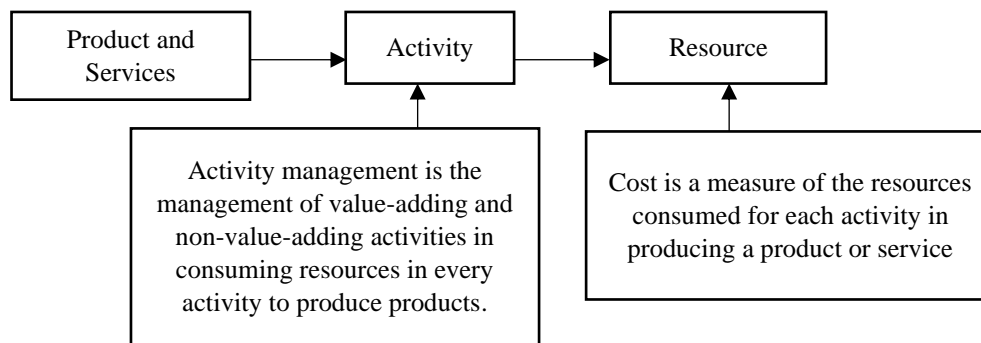 Product and
Services
Activity
Resource
Activity management is the
management of value-adding and
non-value-adding activities in
consuming resources in every
activity to produce products.
Cost is a measure of the resources
consumed for each activity in
producing a product or service